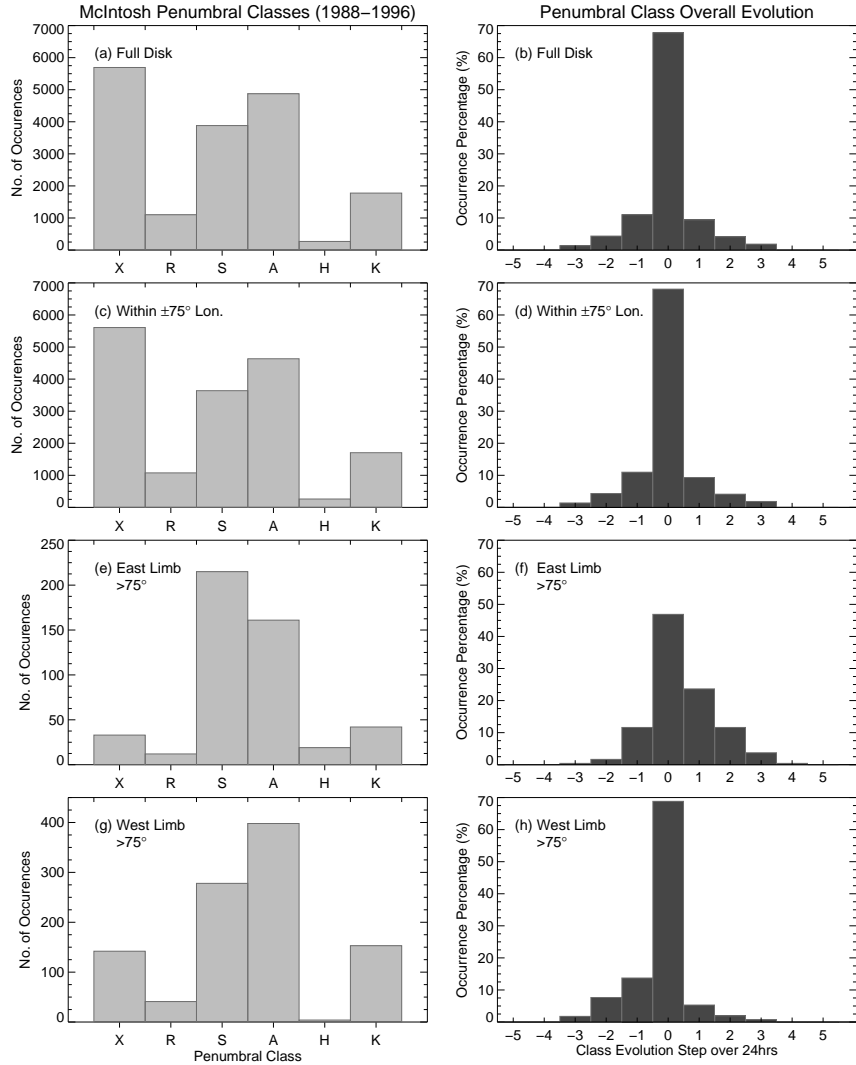 McIntosh Penumbral Classes (1988−1996)
Penumbral Class Overall Evolution
(a) Full Disk
No. of Occurences
7000
6000
5000
4000
3000
2000
1000
0
X R S A H K
(b) Full Disk
Occurrence Percentage (%)
70
60
50
40
30
20
10
0
−5 −4 −3 −2 −1 0 1 2 3 4 5
(c) Within ±75° Lon.
No. of Occurences
7000
6000
5000
4000
3000
2000
1000
0
X R S A H K
(d) Within ±75° Lon.
Occurrence Percentage (%)
70
60
50
40
30
20
10
0
−5 −4 −3 −2 −1 0 1 2 3 4 5
(e) East Limb
>75°
No. of Occurences
250
200
150
100
50
0
X R S A H K
(f) East Limb
>75°
Occurrence Percentage (%)
70
60
50
40
30
20
10
0
−5 −4 −3 −2 −1 0 1 2 3 4 5
(g) West Limb
>75°
No. of Occurences
400
300
200
100
0
X R S A H K
Penumbral Class
(h) West Limb
>75°
Occurrence Percentage (%)
70
60
50
40
30
20
10
0
−5 −4 −3 −2 −1 0 1 2 3 4 5
Class Evolution Step over 24hrs